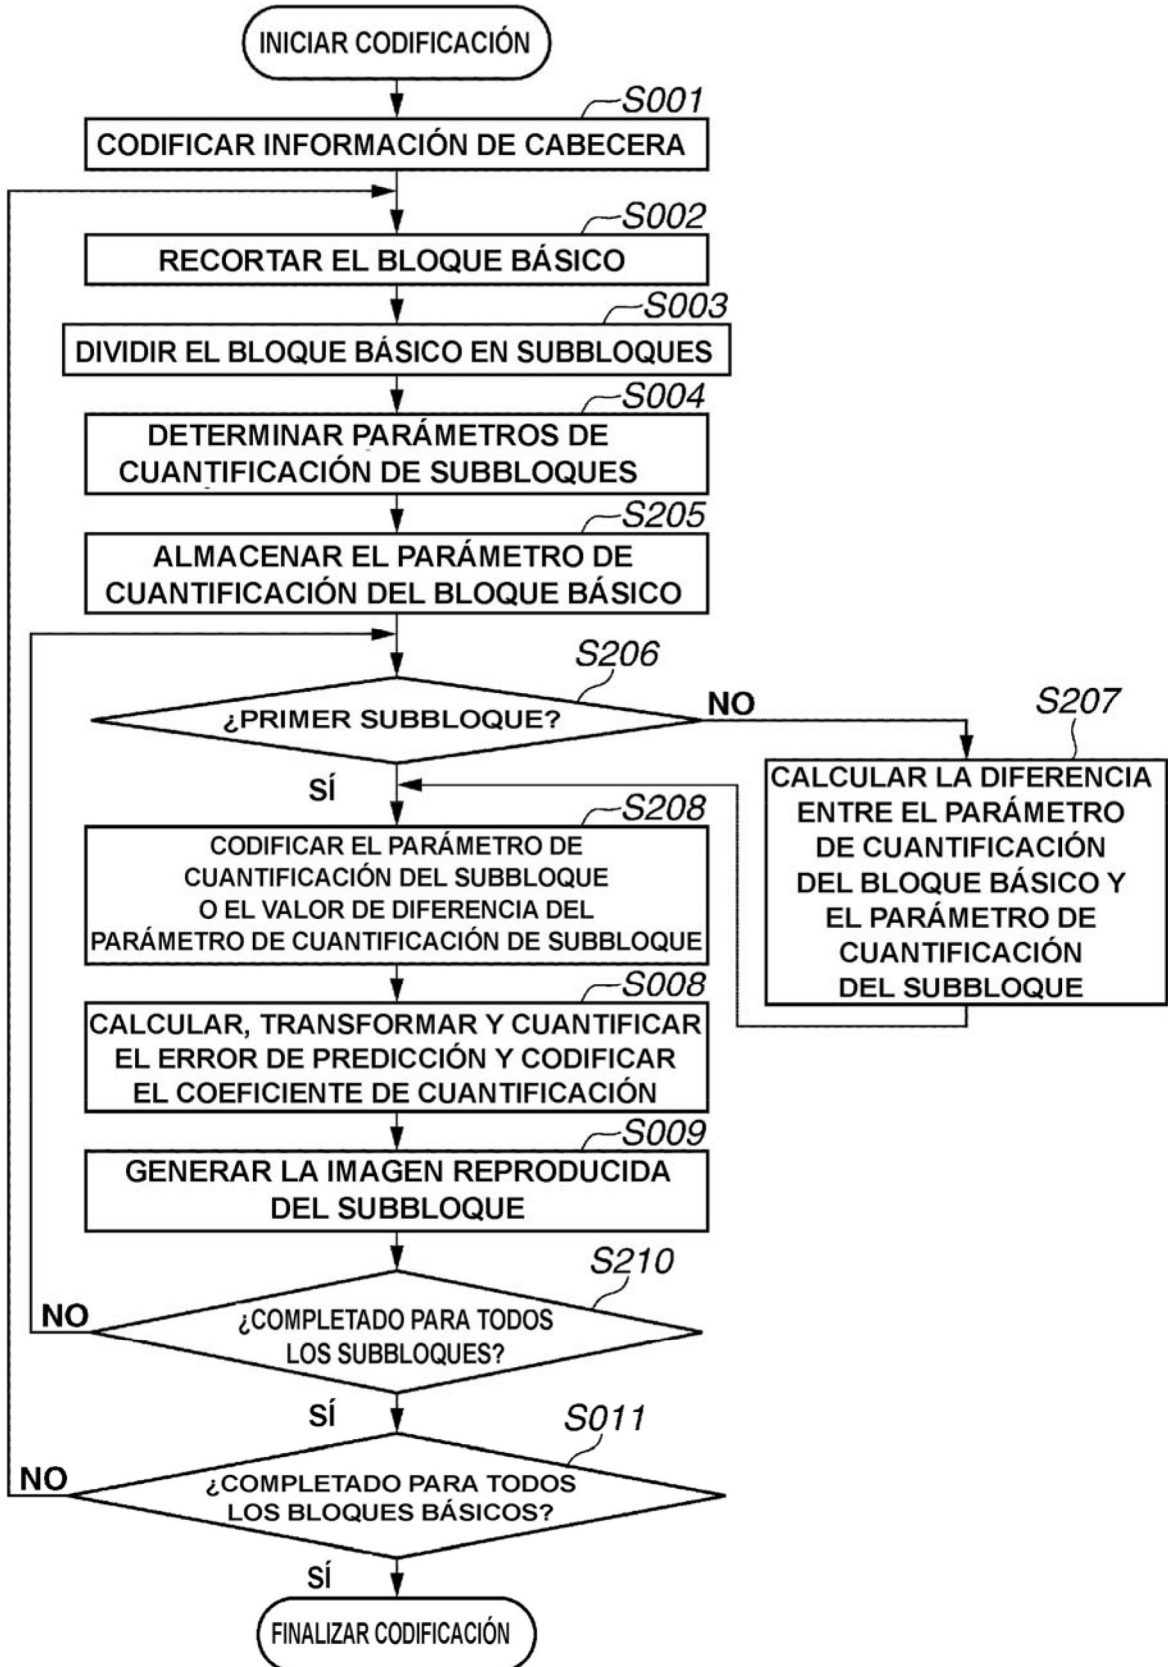 INICIAR CODIFICACIÓN
S001
CODIFICAR INFORMACIÓN DE CABECERA
S002
RECORTAR EL BLOQUE BÁSICO
S003
DIVIDIR EL BLOQUE BÁSICO EN SUBBLOQUES
S004
DETERMINAR PARÁMETROS DE
CUANTIFICACIÓN DE SUBBLOQUES
S205
ALMACENAR EL PARÁMETRO DE
CUANTIFICACIÓN DEL BLOQUE BÁSICO
S206
¿PRIMER SUBBLOQUE?
NO
SÍ
S207
CALCULAR LA DIFERENCIA
ENTRE EL PARÁMETRO
DE CUANTIFICACIÓN
DEL BLOQUE BÁSICO Y
EL PARÁMETRO DE
CUANTIFICACIÓN
DEL SUBBLOQUE
S208
CODIFICAR EL PARÁMETRO DE
CUANTIFICACIÓN DEL SUBBLOQUE
O EL VALOR DE DIFERENCIA DEL
PARÁMETRO DE CUANTIFICACIÓN DE SUBBLOQUE
S008
CALCULAR, TRANSFORMAR Y CUANTIFICAR
EL ERROR DE PREDICCIÓN Y CODIFICAR
EL COEFICIENTE DE CUANTIFICACIÓN
S009
GENERAR LA IMAGEN REPRODUCIDA
DEL SUBBLOQUE
S210
¿COMPLETADO PARA TODOS
LOS SUBBLOQUES?
NO
SÍ
S011
¿COMPLETADO PARA TODOS
LOS BLOQUES BÁSICOS?
NO
SÍ
FINALIZAR CODIFICACIÓN